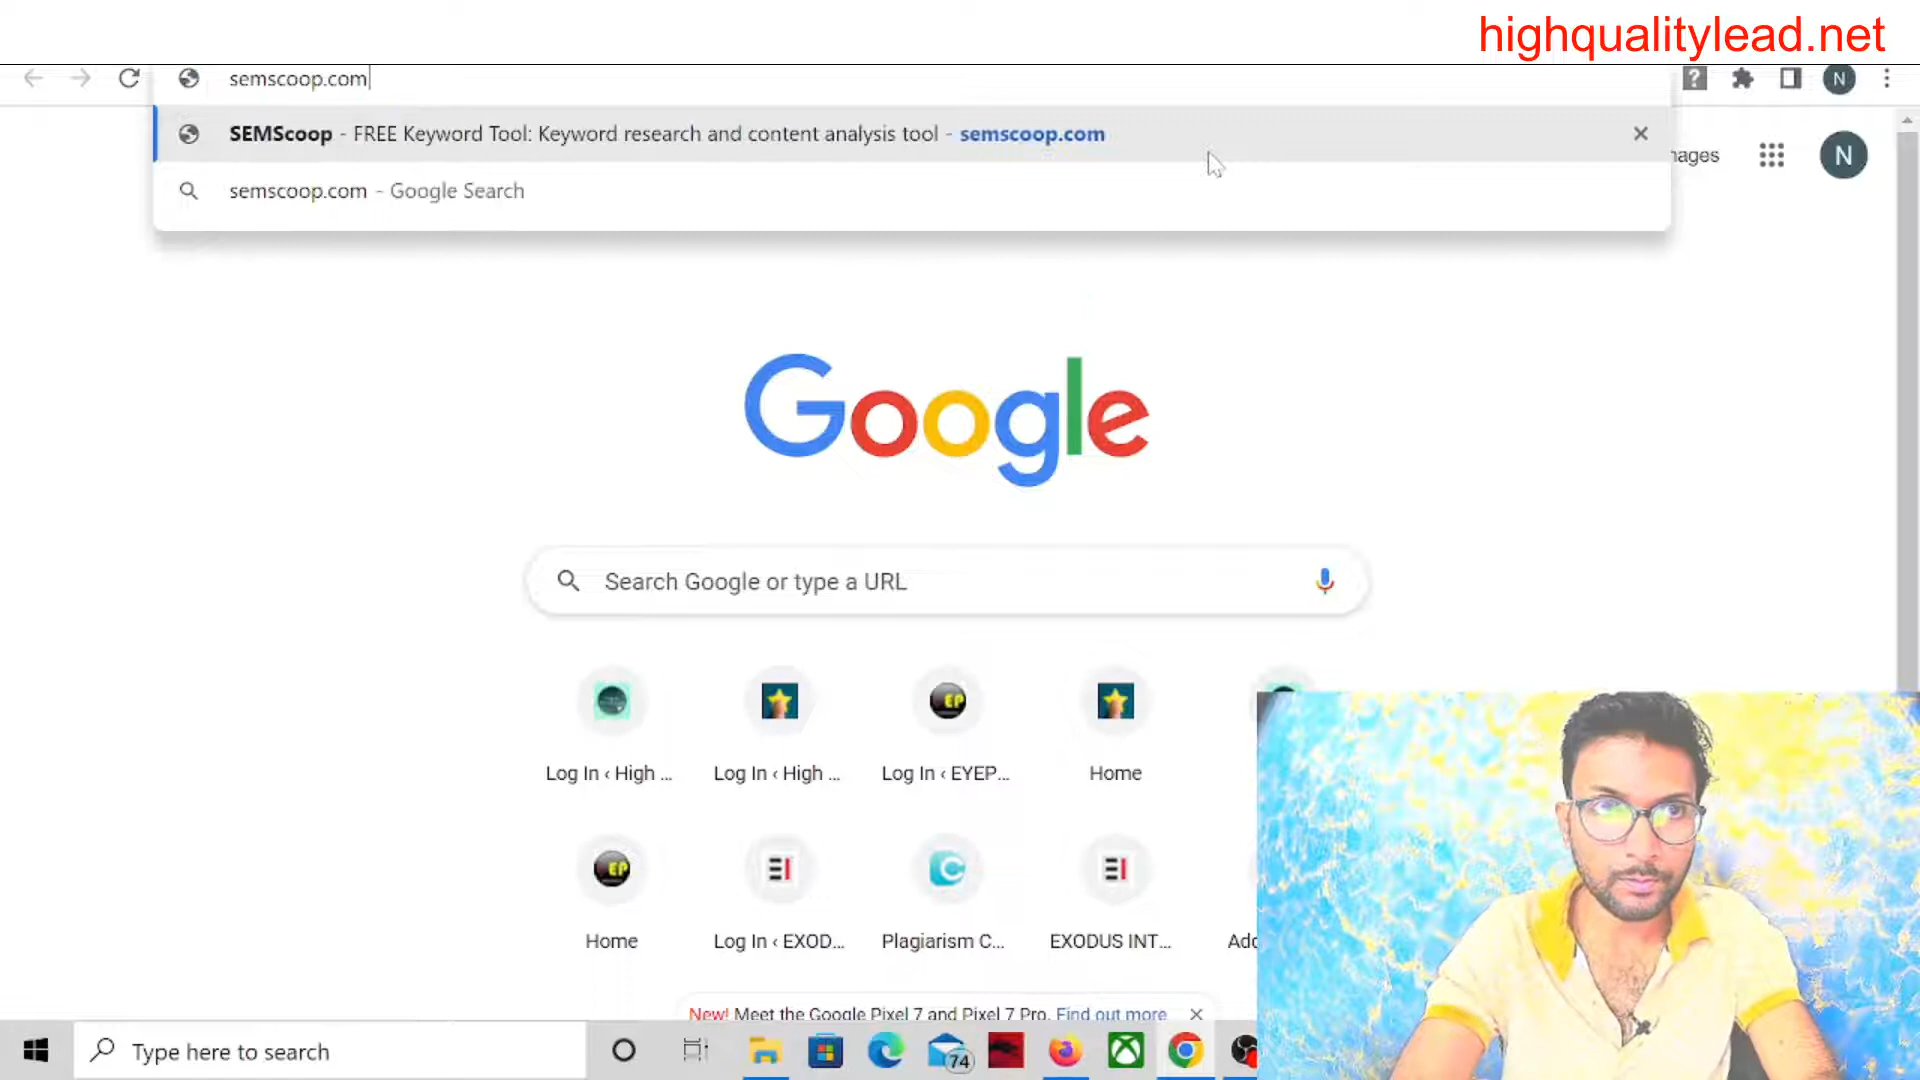 highqualitylead.net
semscoop.com
N
SEMScoop - FREE Keyword Tool: Keyword research and content analysis tool - semscoop.com
semscoop.com - Google Search
N
Google
Search Google or type a URL
Log In ‹ High ...
Log In ‹ High ...
Log In ‹ EYEP...
Home
Home
Log In ‹ EXOD...
Plagiarism C...
EXODUS INT...
New! Meet the Google Pixel 7 and Pixel 7 Pro. Find out more
Type here to search
74